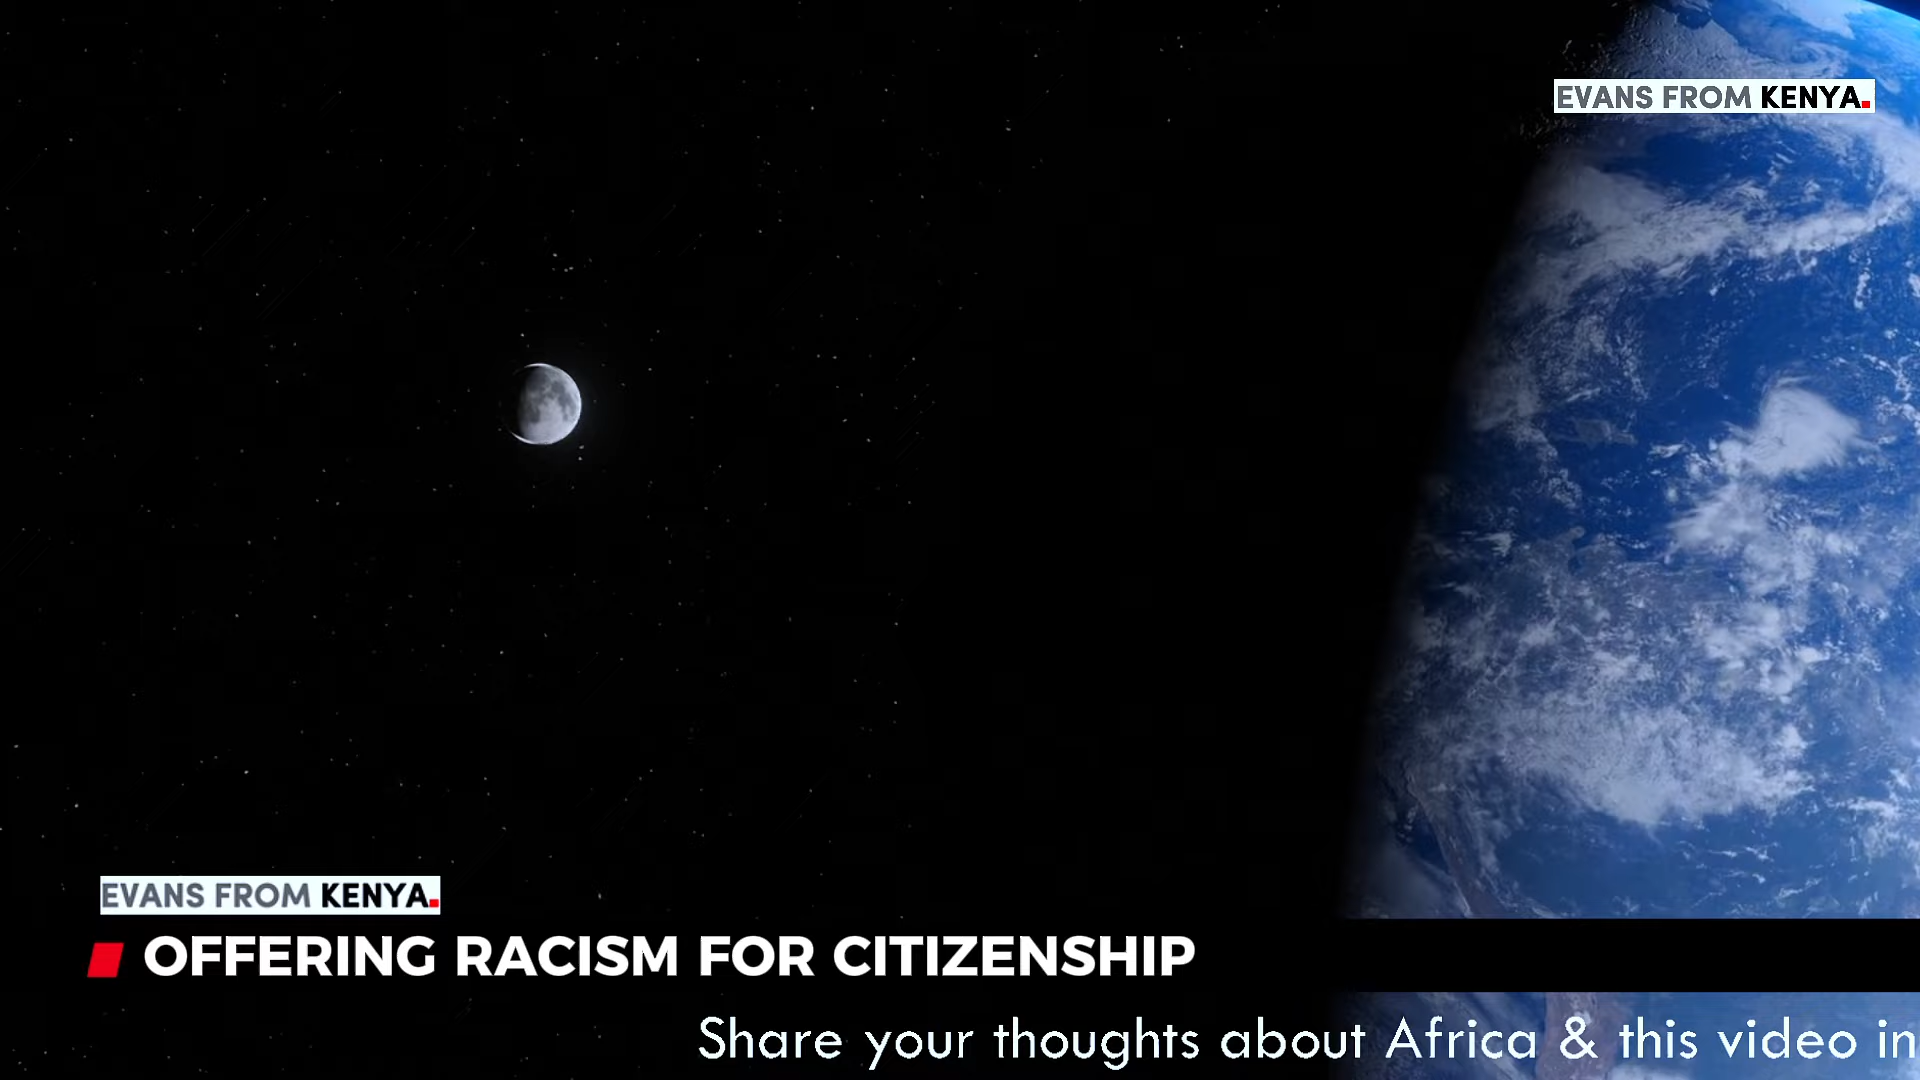 EVANS FROM KENYA.
EVANS FROM KENYA.
OFFERING RACISM FOR CITIZENSHIP
Share your thoughts about Africa & this video in